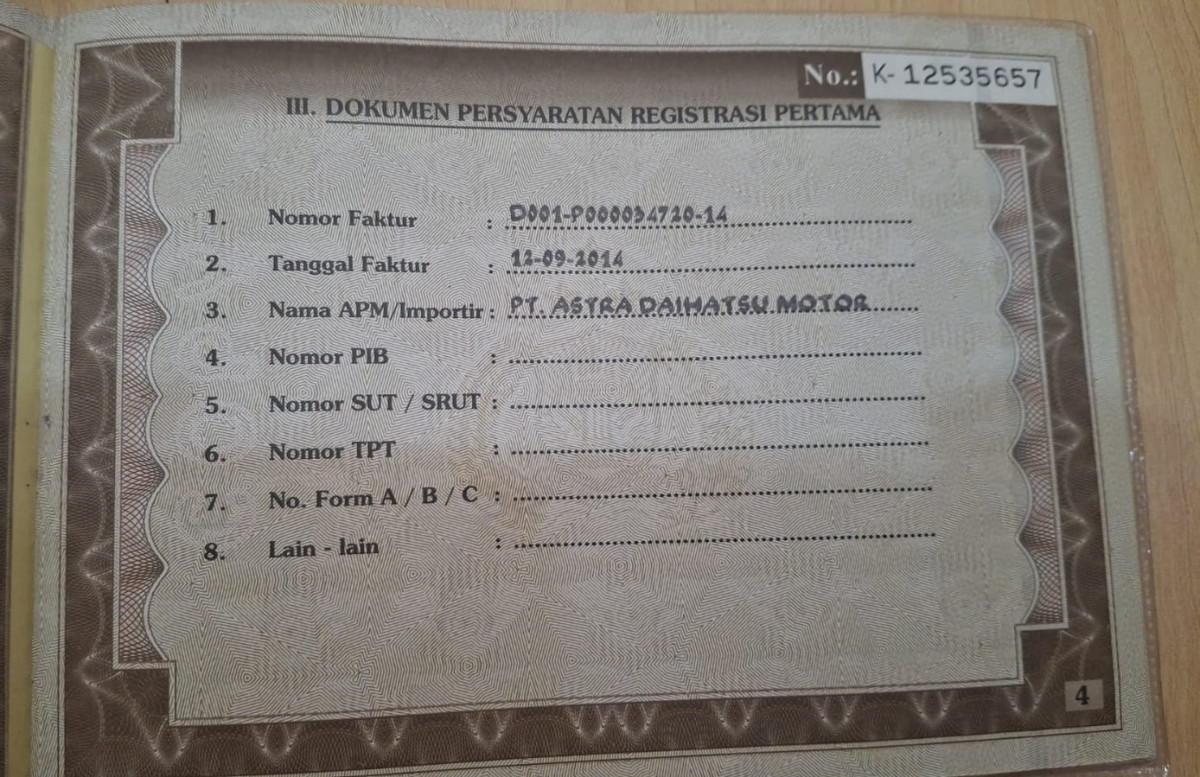 No.: K- 12535657
III. DOKUMEN PERSYARATAN REGISTRASI PERTAMA
1. Nomor Faktur : D001-P000034720-14
2. Tanggal Faktur : 12-09-2014
3. Nama APM/Importir : PT. ASTRA DAIHATSU MOTOR
4. Nomor PIB :
5. Nomor SUT / SRUT :
6. Nomor TPT :
7. No. Form A / B / C :
8. Lain - lain :
4